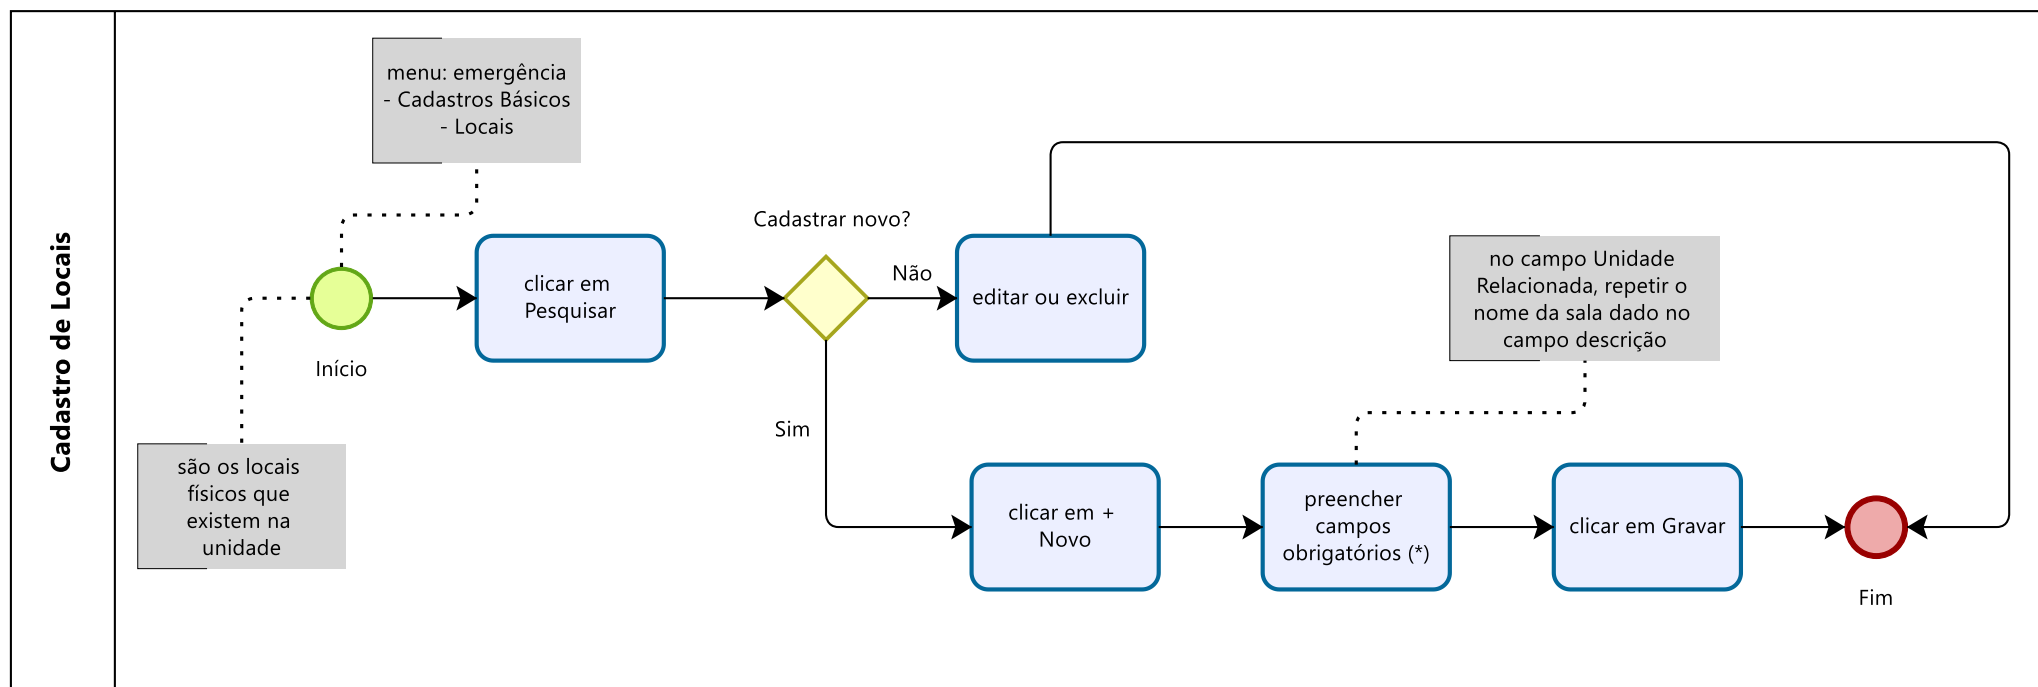 Cadastro de Locais
menu: emergência
- Cadastros Básicos
- Locais
Início
são os locais
físicos que
existem na
unidade
clicar em
Pesquisar
Cadastrar novo?
Não
editar ou excluir
Sim
clicar em +
Novo
preencher
campos
obrigatórios (*)
no campo Unidade
Relacionada, repetir o
nome da sala dado no
campo descrição
clicar em Gravar
Fim